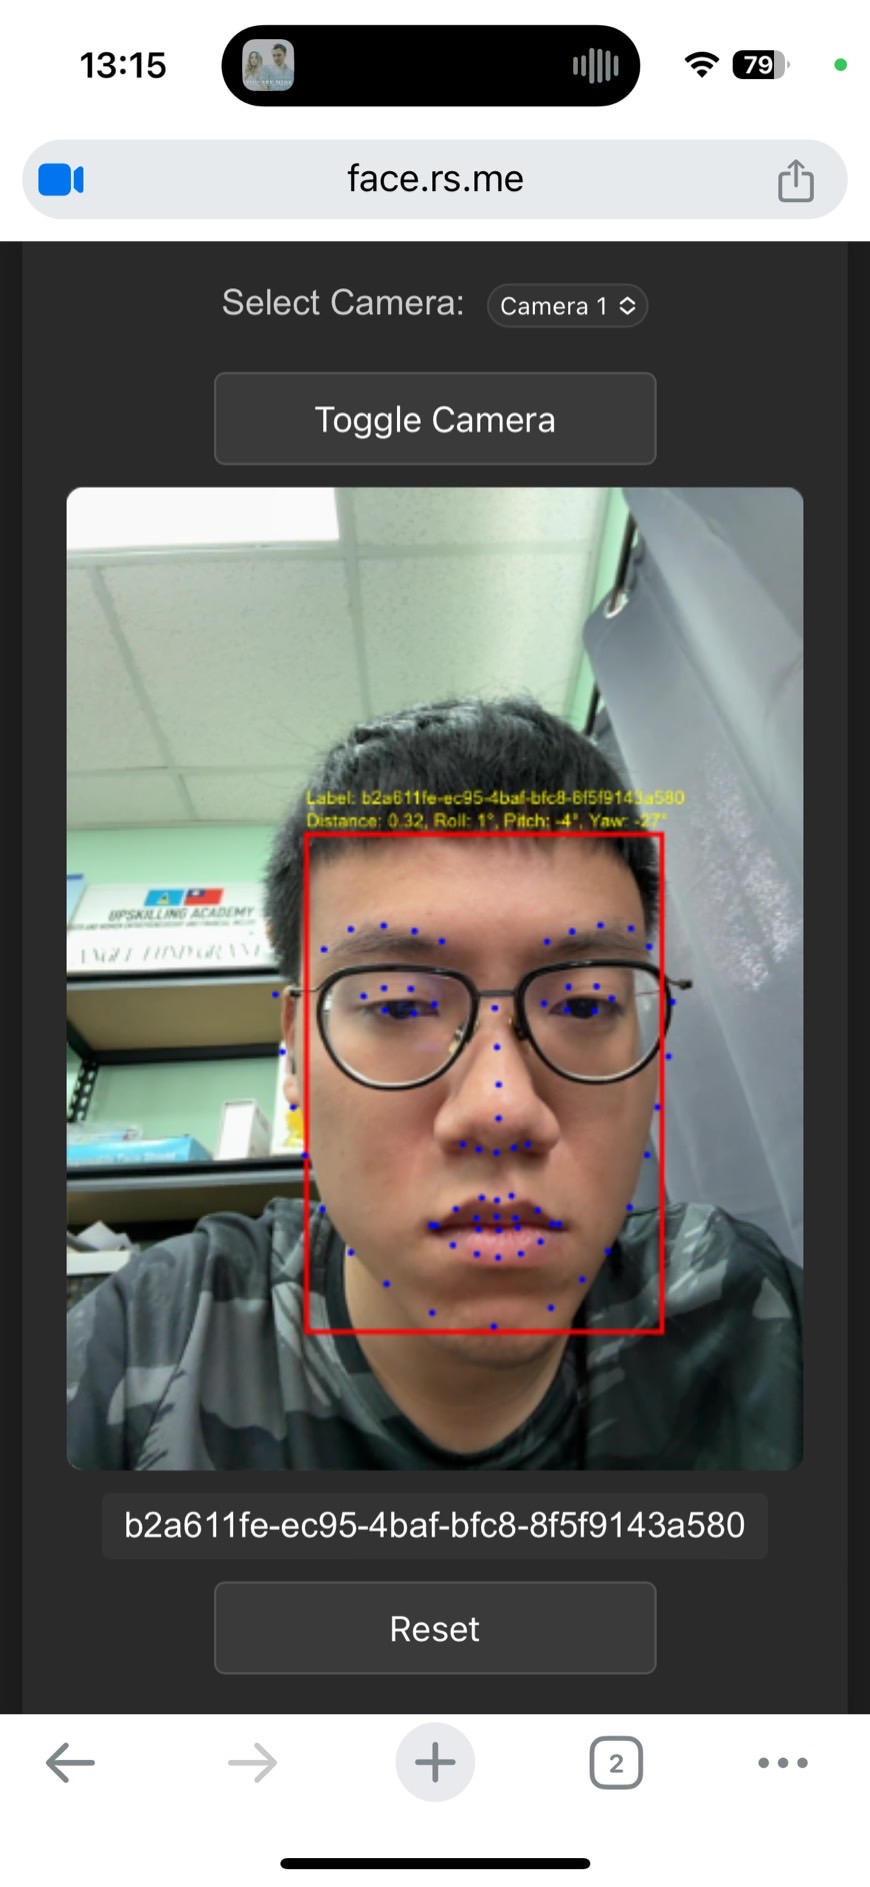 13:15
79
face.rs.me
Select Camera: Camera 1
Toggle Camera
Label: b2a611fe-ec95-4baf-bfc8-8f5f9143a580
Distance: 0.32, Roll: 1°, Pitch: -4°, Yaw: -27°
UPSKILLING ACADEMY
b2a611fe-ec95-4baf-bfc8-8f5f9143a580
Reset
2